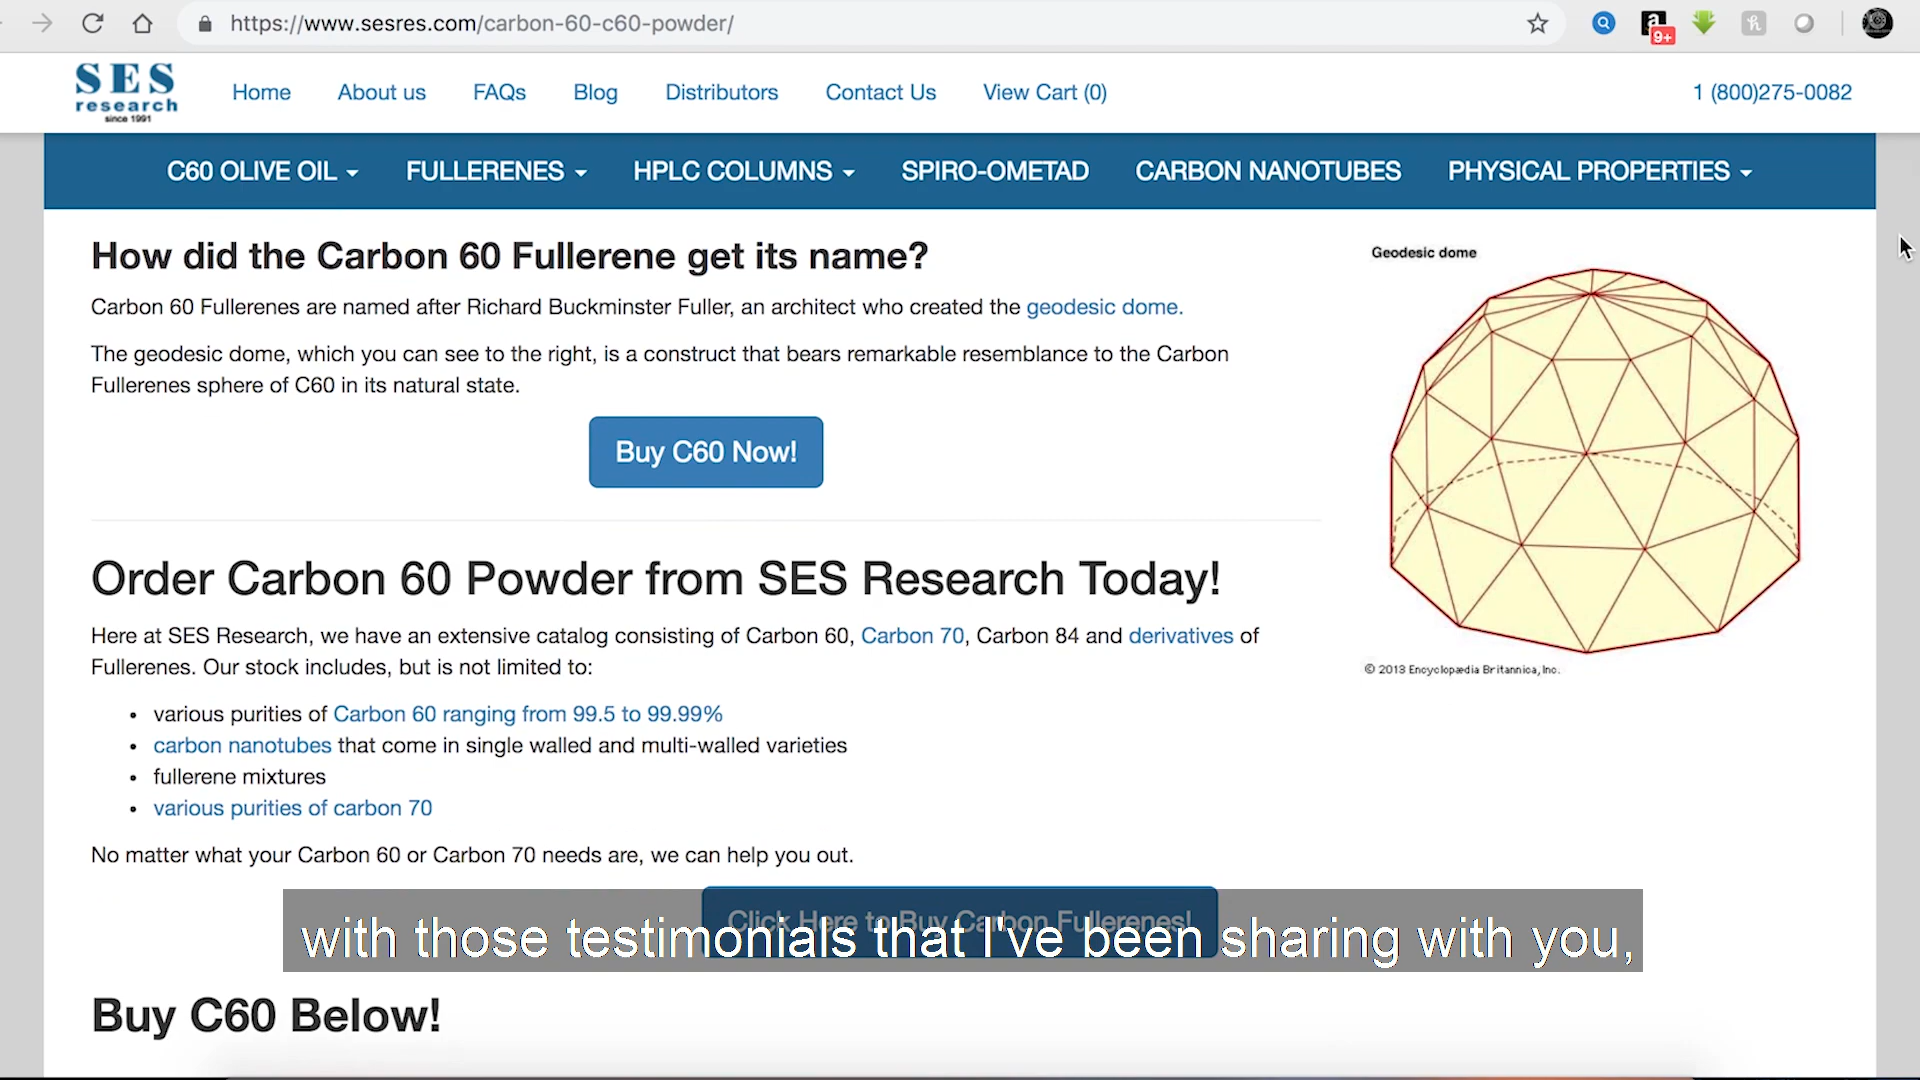 https://www.sesres.com/carbon-60-c60-powder/
9+
SES
research
since 1991
Home About us FAQs Blog Distributors Contact Us View Cart (0) 1 (800)275-0082
C60 OLIVE OIL FULLERENES HPLC COLUMNS SPIRO-OMETAD CARBON NANOTUBES PHYSICAL PROPERTIES
How did the Carbon 60 Fullerene get its name?
Carbon 60 Fullerenes are named after Richard Buckminster Fuller, an architect who created the geodesic dome.
The geodesic dome, which you can see to the right, is a construct that bears remarkable resemblance to the Carbon
Fullerenes sphere of C60 in its natural state.
Buy C60 Now!
Geodesic dome
© 2013 Encyclopædia Britannica, Inc.
Order Carbon 60 Powder from SES Research Today!
Here at SES Research, we have an extensive catalog consisting of Carbon 60, Carbon 70, Carbon 84 and derivatives of
Fullerenes. Our stock includes, but is not limited to:
• various purities of Carbon 60 ranging from 99.5 to 99.99%
• carbon nanotubes that come in single walled and multi-walled varieties
• fullerene mixtures
• various purities of carbon 70
No matter what your Carbon 60 or Carbon 70 needs are, we can help you out.
Click Here to Buy Carbon Fullerenes!
with those testimonials that I've been sharing with you,
Buy C60 Below!